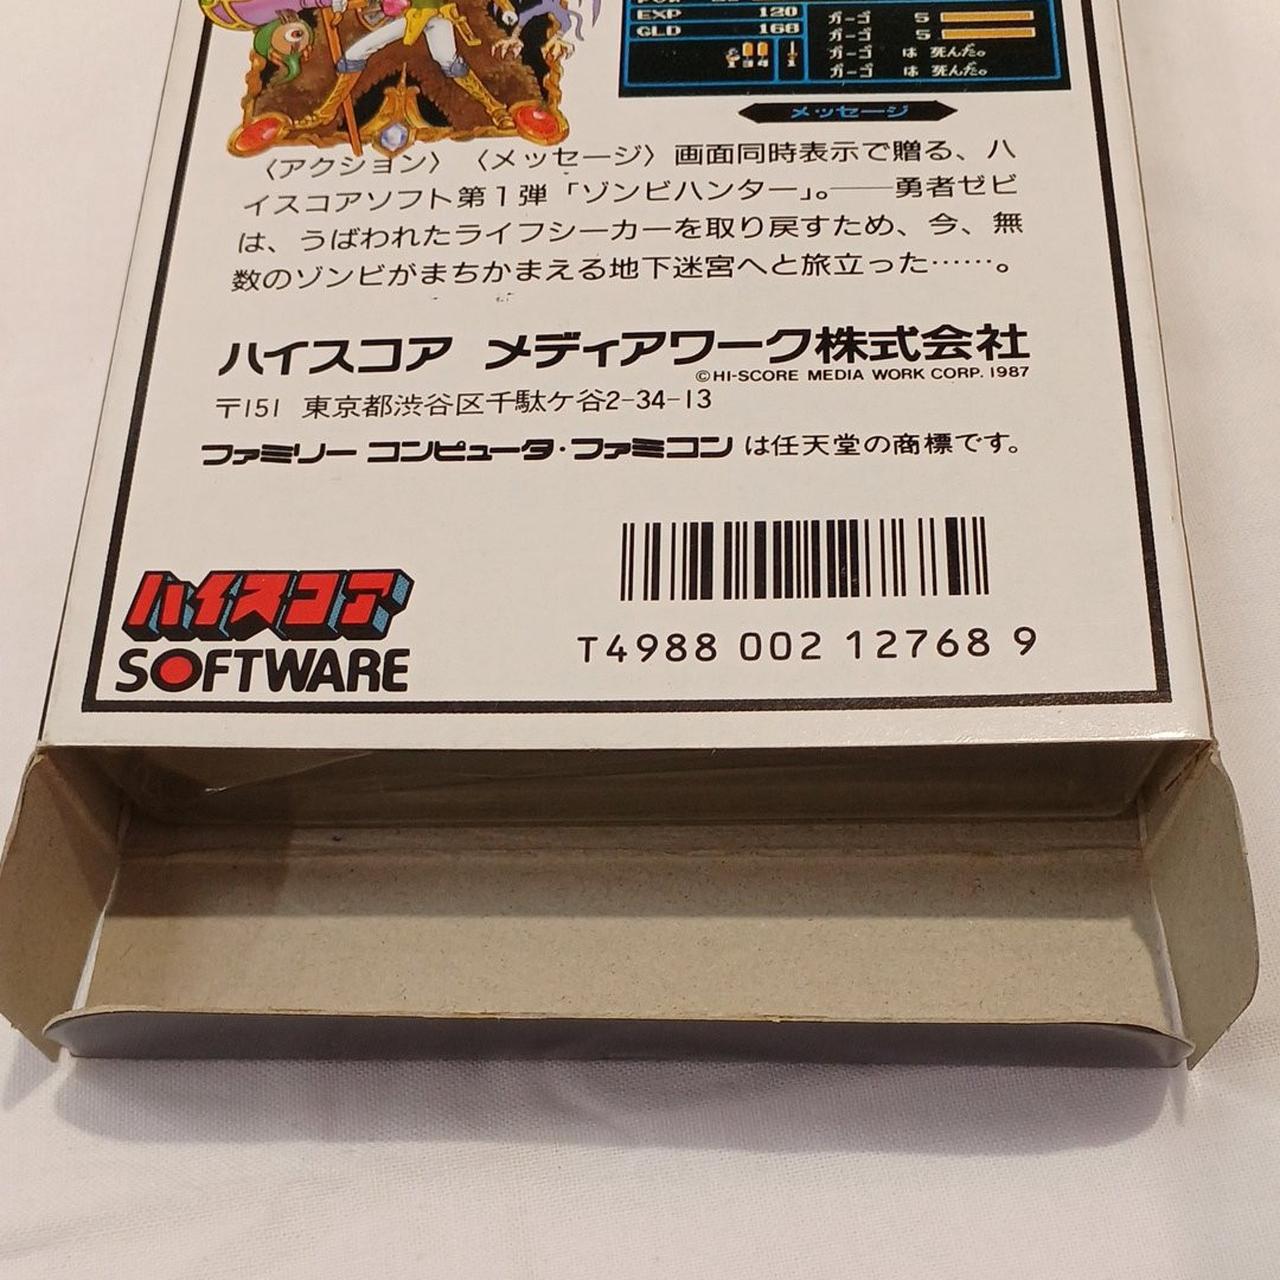 EXP 120
GLD 168
1 3 4 1
ガーゴ 5
ガーゴ 5
ガーゴ は 死んだ。
ガーゴ は 死んだ。
メッセージ
〈アクション〉〈メッセージ〉画面同時表示で贈る、ハ
イスコアソフト第1弾「ゾンビハンター」。──勇者ゼビ
は、うばわれたライフシーカーを取り戻すため、今、無
数のゾンビがまちかまえる地下迷宮へと旅立った……。
ハイスコア メディアワーク株式会社
©HI-SCORE MEDIA WORK CORP. 1987
〒151 東京都渋谷区千駄ケ谷2-34-13
ファミリー コンピュータ・ファミコン は任天堂の商標です。
ハイスコア
SOFTWARE
T4988 002 12768 9